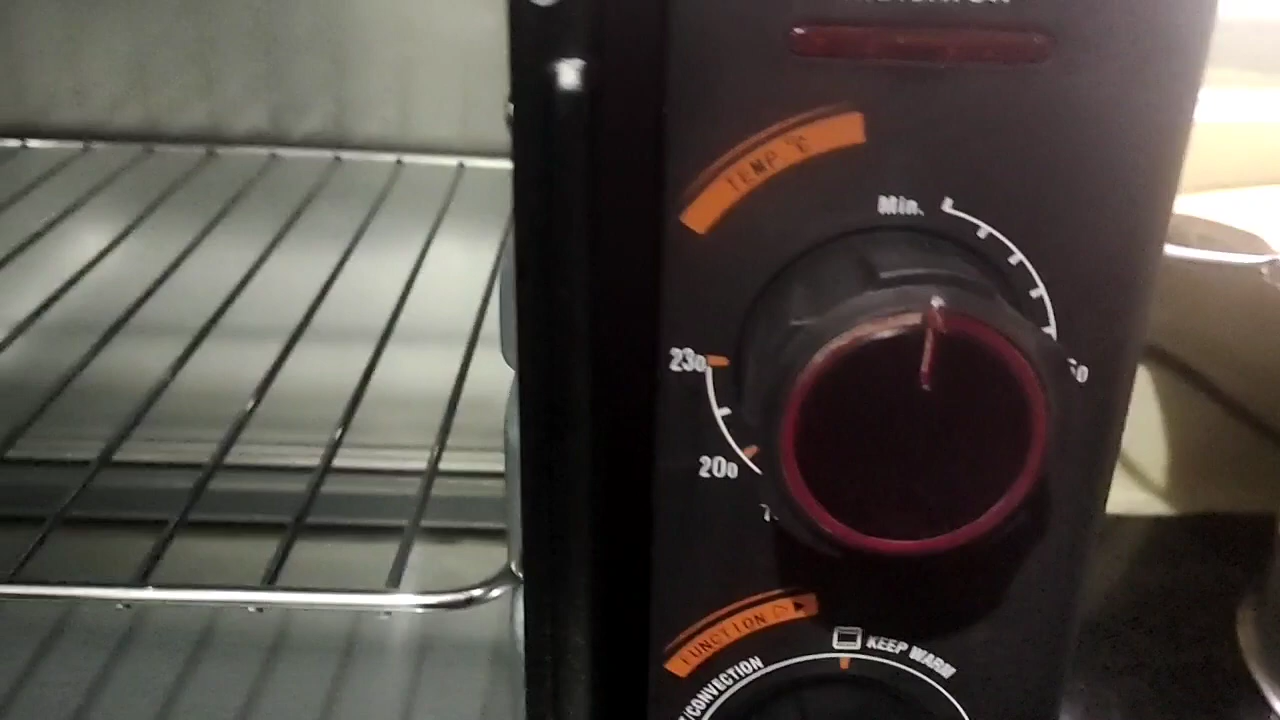 TEMP °C
Min.
230
200
FUNCTION
KEEP WARM
/CONVECTION